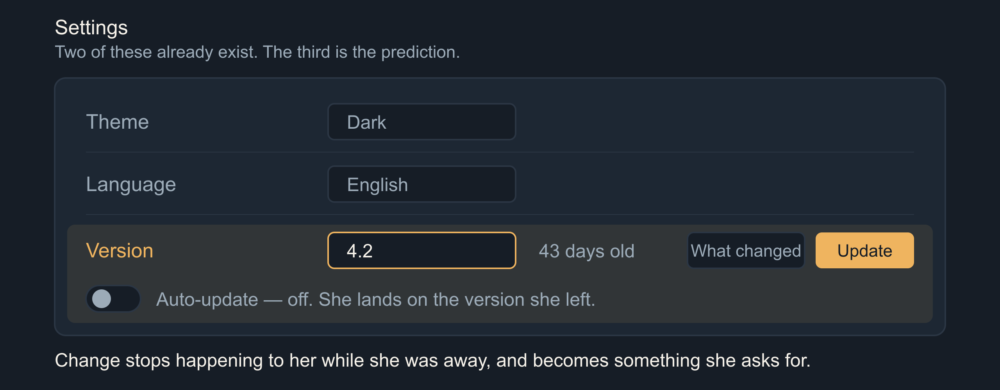 Settings
Two of these already exist. The third is the prediction.
Theme
Dark
Language
English
Version
4.2
43 days old
What changed
Update
Auto-update — off. She lands on the version she left.
Change stops happening to her while she was away, and becomes something she asks for.